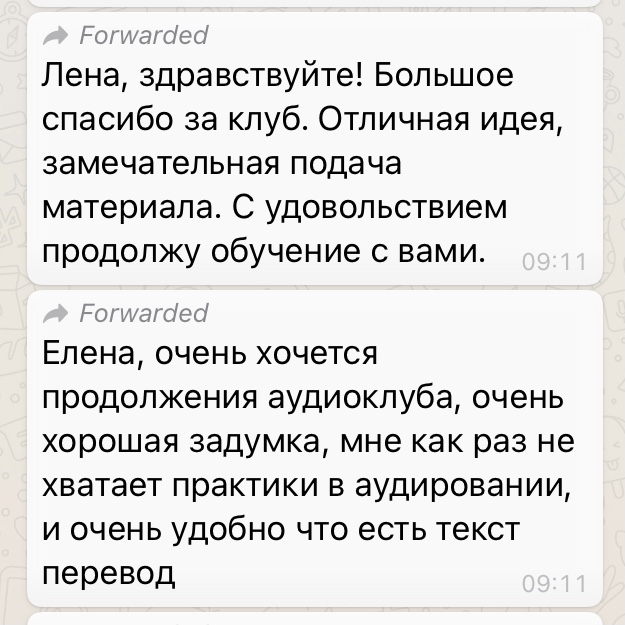 Forwarded
Лена, здравствуйте! Большое
спасибо за клуб. Отличная идея,
замечательная подача
материала. С удовольствием
продолжу обучение с вами.
09:11
Forwarded
Елена, очень хочется
продолжения аудиоклуба, очень
хорошая задумка, мне как раз не
хватает практики в аудировании,
и очень удобно что есть текст
перевод
09:11